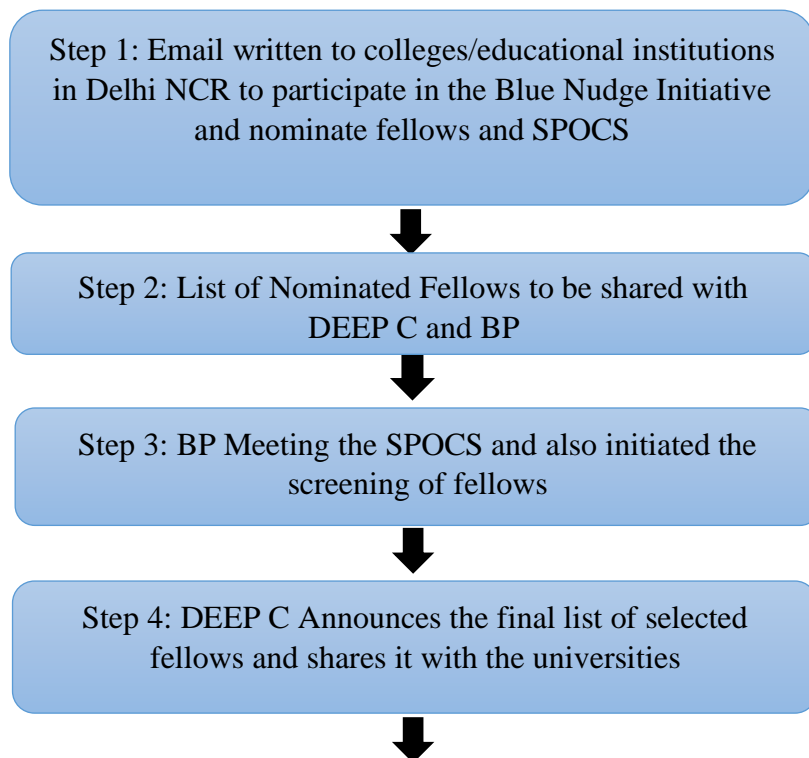 Step 1: Email written to colleges/educational institutions
in Delhi NCR to participate in the Blue Nudge Initiative
and nominate fellows and SPOCS
Step 2: List of Nominated Fellows to be shared with
DEEP C and BP
Step 3: BP Meeting the SPOCS and also initiated the
screening of fellows
Step 4: DEEP C Announces the final list of selected
fellows and shares it with the universities